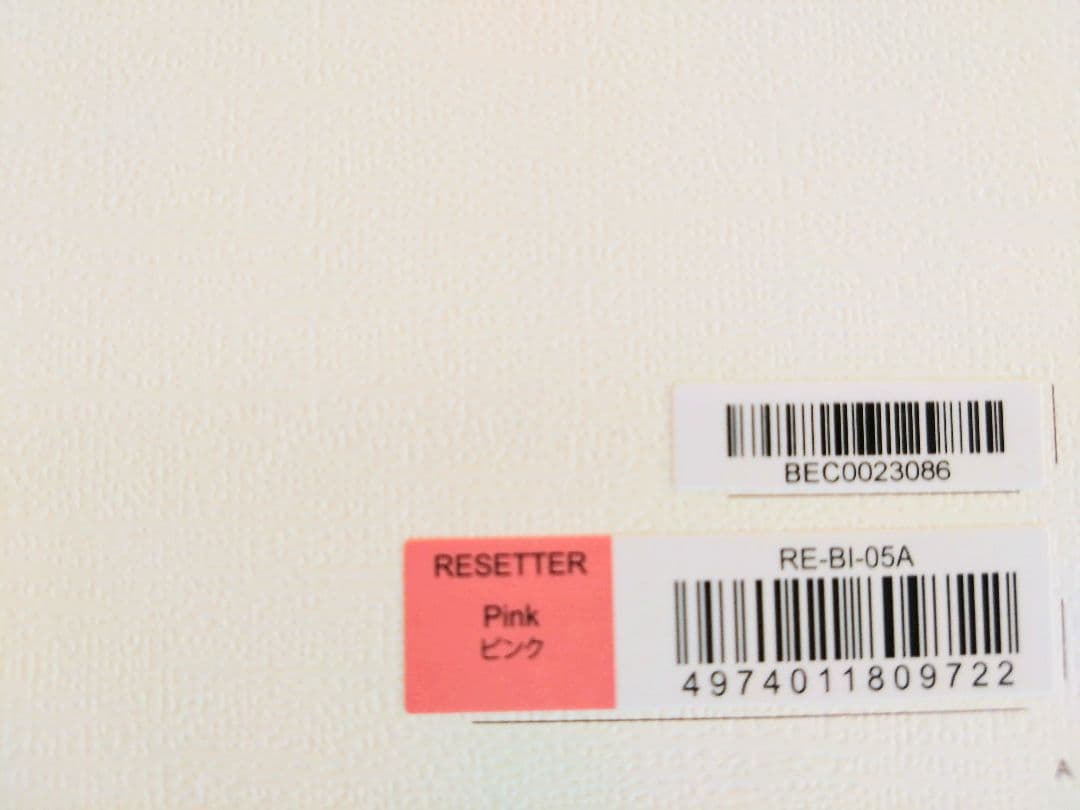 BEC0023086
RESETTER
Pink
ピンク
RE-BI-05A
4974011809722
A